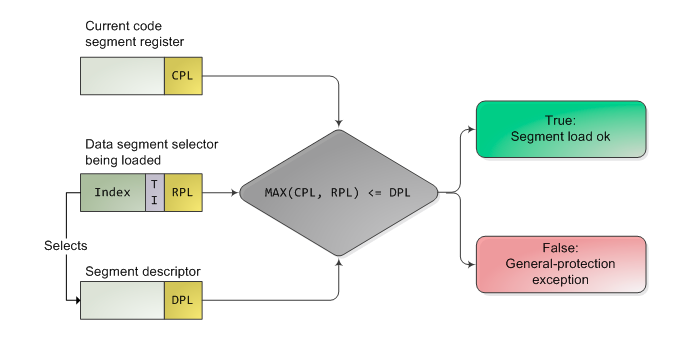 Current code
segment register
CPL
Data segment selector
being loaded
Index
T
I
RPL
Selects
Segment descriptor
DPL
MAX(CPL, RPL) <= DPL
True:
Segment load ok
False:
General-protection
exception